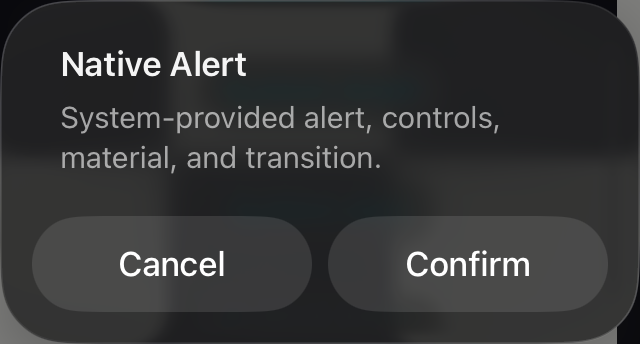 Native Alert
System-provided alert, controls,
material, and transition.
Cancel
Confirm